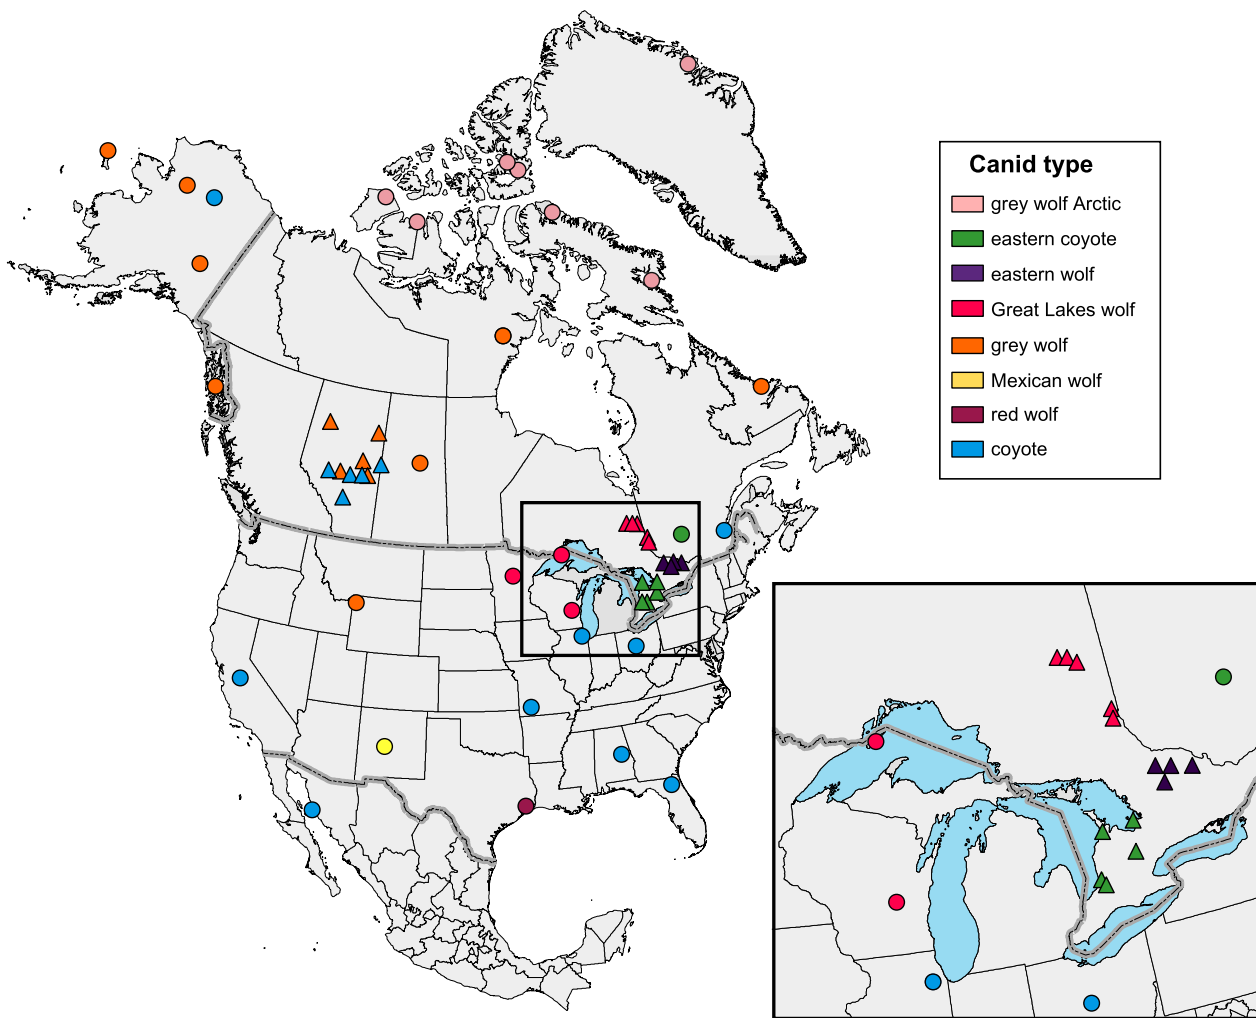 Canid type
grey wolf Arctic
eastern coyote
eastern wolf
Great Lakes wolf
grey wolf
Mexican wolf
red wolf
coyote